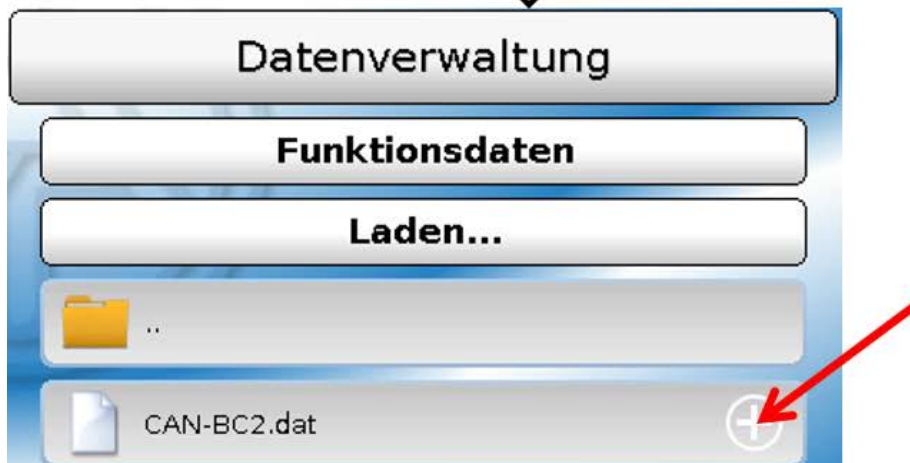 Datenverwaltung
Funktionsdaten
Laden...
..
CAN-BC2.dat